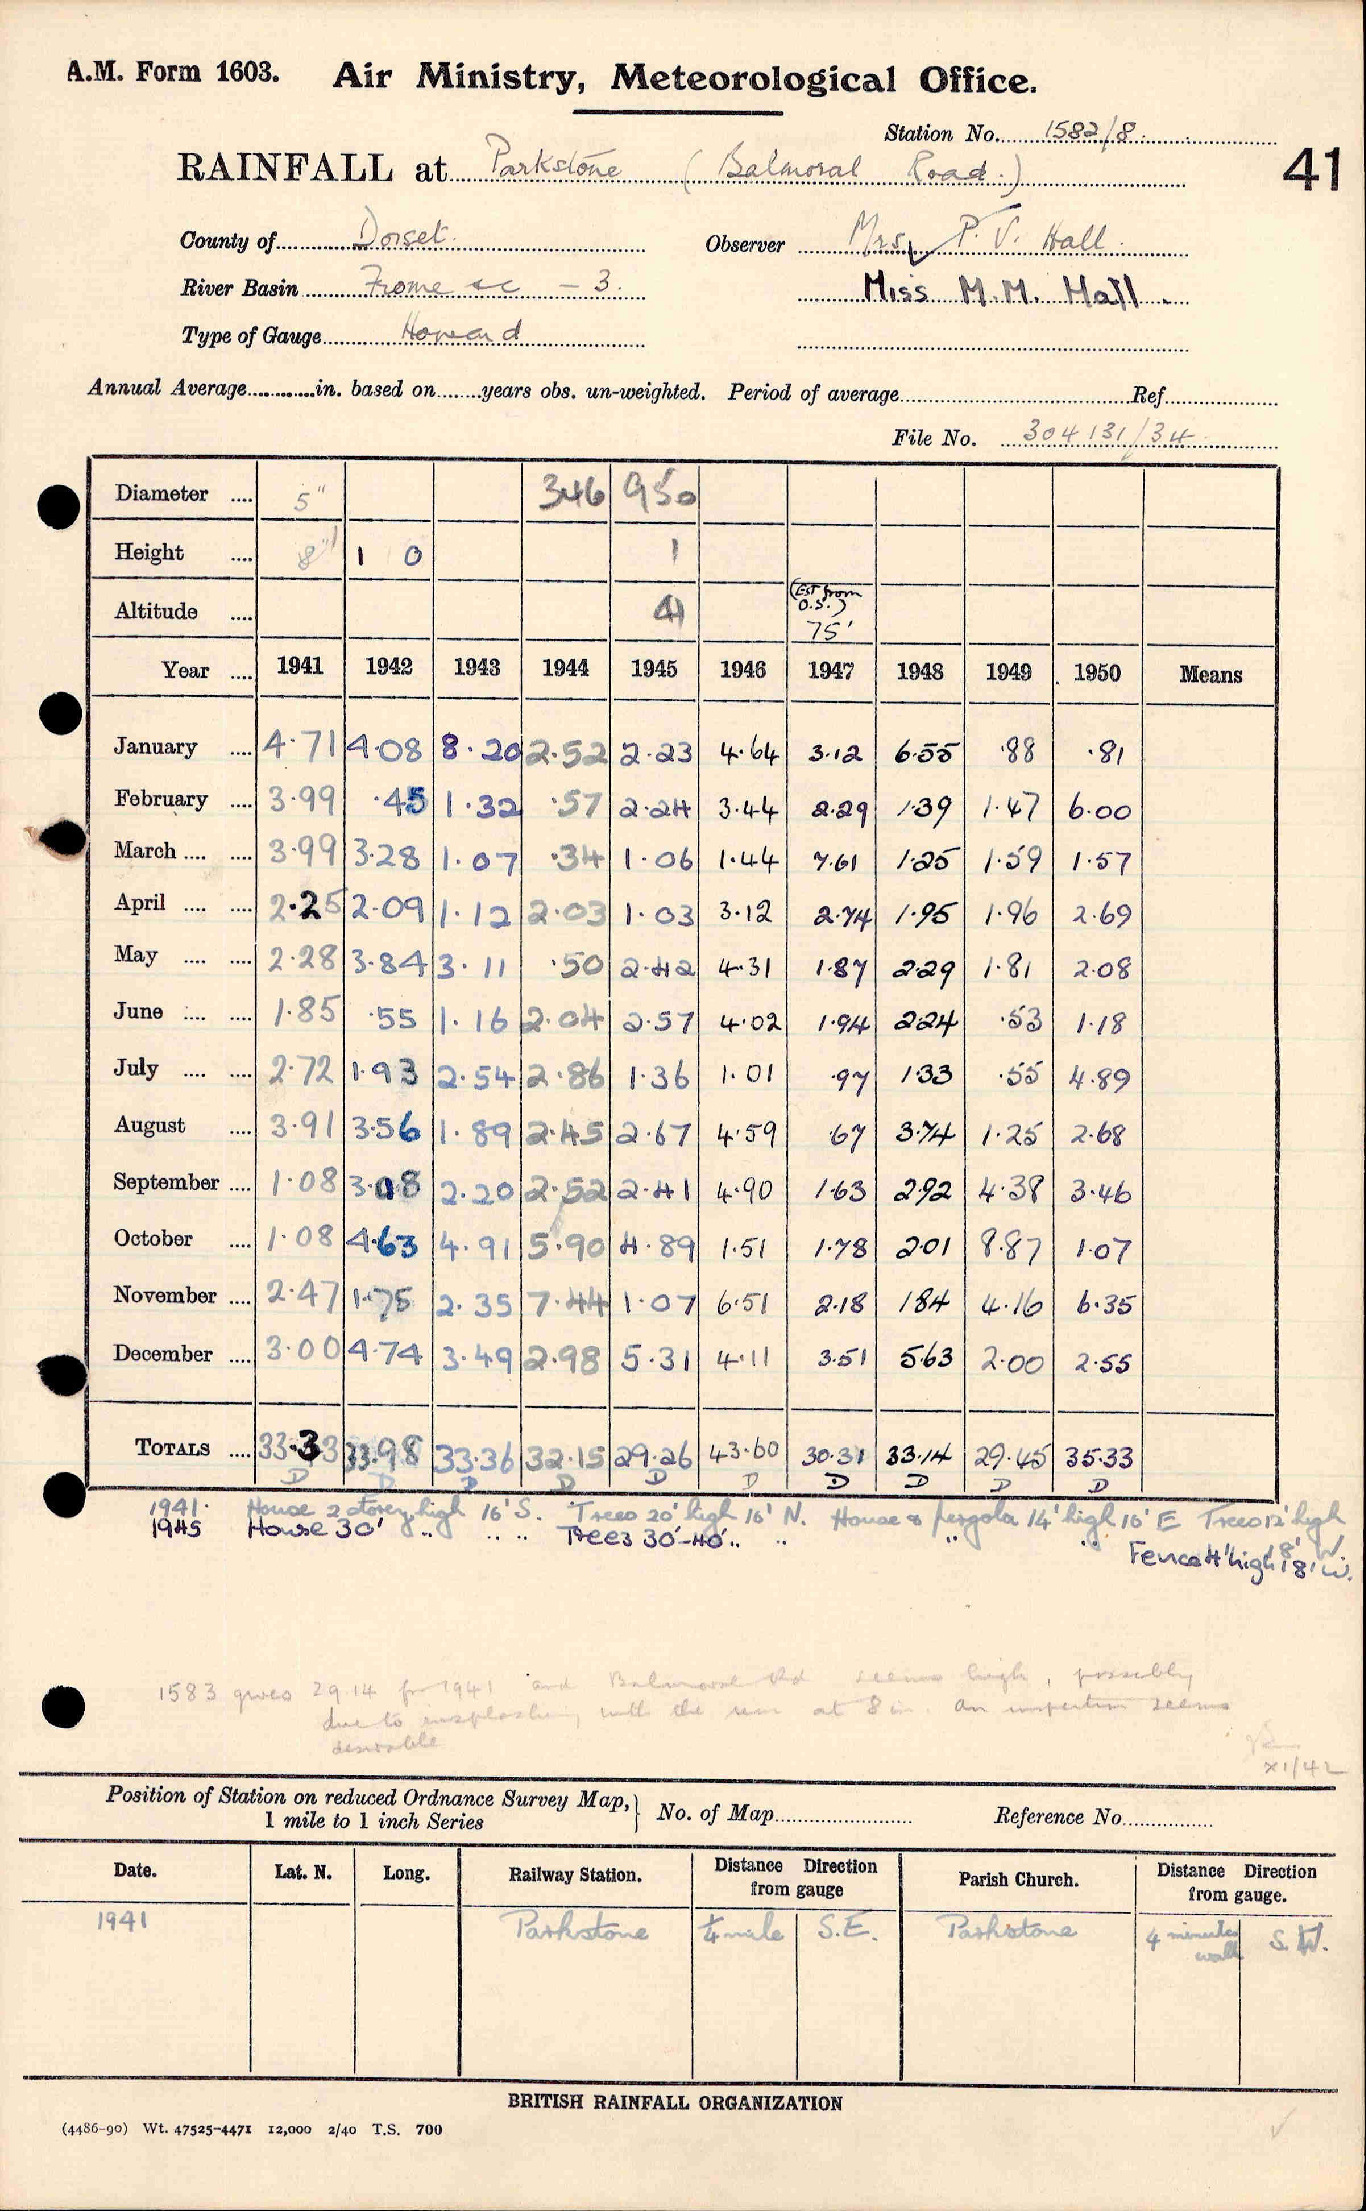 A.M. Form 1603. Air Ministry, Meteorological Office.
Station No. 1582/8
RAINFALL at Parkstone (Balmoral Road.)
41
County of Dorset. Observer Mrs. P. V. Hall.
River Basin Frome &c — 3. Miss M.M. Hall.
Type of Gauge Howard
Annual Average in. based on years obs. un-weighted. Period of average Ref.
File No. 304131/34
Diameter .... 5" 346 950
Height .... 8" 1 0 1
Altitude .... 41 (Est from O.S.) 75'
Year .... 1941 1942 1943 1944 1945 1946 1947 1948 1949 1950 Means
January .... 4.71 4.08 8.20 2.52 2.23 4.64 3.12 6.55 .88 .81
February .... 3.99 .45 1.32 .57 2.24 3.44 2.29 1.39 1.47 6.00
March .... .... 3.99 3.28 1.07 .34 1.06 1.44 7.61 1.25 1.59 1.57
April .... .... 2.25 2.09 1.12 2.03 1.03 3.12 2.74 1.95 1.96 2.69
May .... .... 2.28 3.84 3.11 .50 2.42 4.31 1.87 2.29 1.81 2.08
June .... .... 1.85 .55 1.16 2.04 2.57 4.02 1.94 2.24 .53 1.18
July .... .... 2.72 1.93 2.54 2.86 1.36 1.01 .97 1.33 .55 4.89
August .... 3.91 3.56 1.89 2.45 2.67 4.59 .67 3.74 1.25 2.68
September .... 1.08 3.08 2.20 2.52 2.41 4.90 1.63 2.92 4.38 3.46
October .... 1.08 4.63 4.91 5.90 4.89 1.51 1.78 2.01 8.87 1.07
November .... 2.47 1.75 2.35 7.44 1.07 6.51 2.18 1.84 4.16 6.35
December .... 3.00 4.74 3.49 2.98 5.31 4.11 3.51 5.63 2.00 2.55
TOTALS .... 33.33 33.98 33.36 32.15 29.26 43.60 30.31 33.14 29.45 35.33
D D D D D D D D D D
1941. House 2 storey high 16' S. Trees 20' high 16' N. House & pergola 14' high 16' E Trees 12' high 18' W.
1945 House 30' " " " Trees 30'-40' " " " " Fence 4' high 18' W.
1583 gives 29.14 for 1941 and Balmoral Rd seems high, possibly
due to insplashing with the rim at 8 in. An inspection seems
desirable
XI/42
Position of Station on reduced Ordnance Survey Map, 1 mile to 1 inch Series } No. of Map Reference No.
Date. Lat. N. Long. Railway Station. Distance Direction from gauge Parish Church. Distance Direction from gauge.
1941 Parkstone ¼ mile S.E. Parkstone 4 minutes walk S.W.
BRITISH RAINFALL ORGANIZATION
(4486-90) Wt. 47525-4471 12,000 2/40 T.S. 700